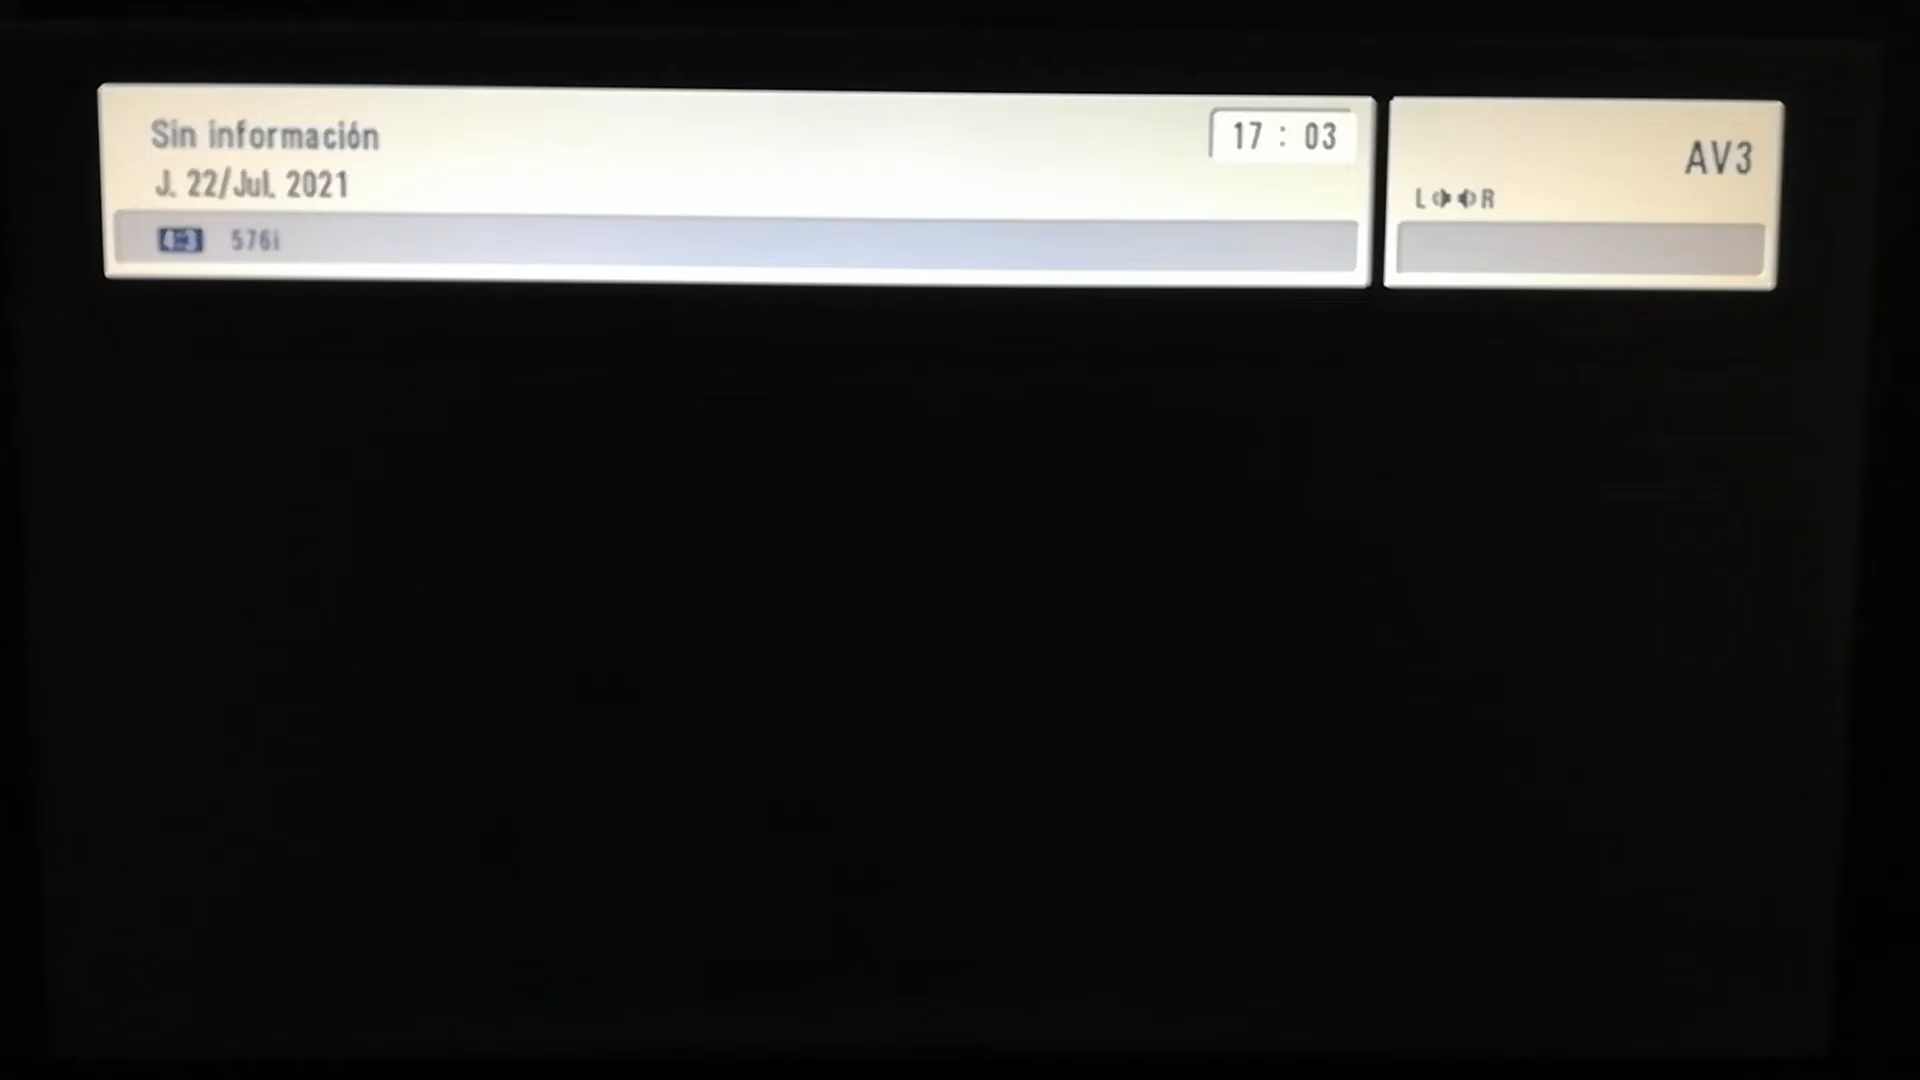 Sin información
17 : 03
J. 22/Jul. 2021
4:3 576i
AV3
L R